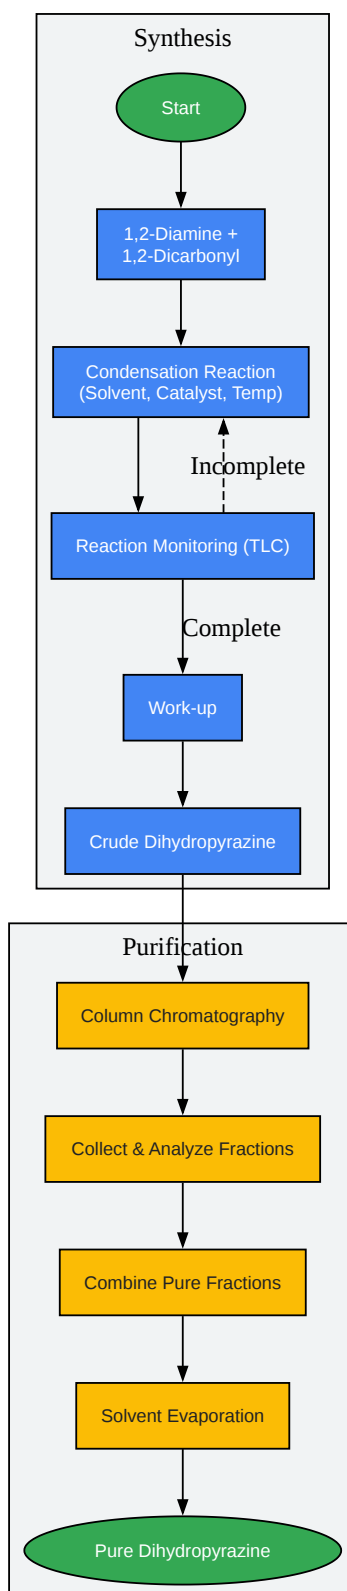 Synthesis
Start
1,2-Diamine +
1,2-Dicarbonyl
Condensation Reaction
(Solvent, Catalyst, Temp)
Incomplete
Reaction Monitoring (TLC)
Complete
Work-up
Crude Dihydropyrazine
Purification
Column Chromatography
Collect & Analyze Fractions
Combine Pure Fractions
Solvent Evaporation
Pure Dihydropyrazine